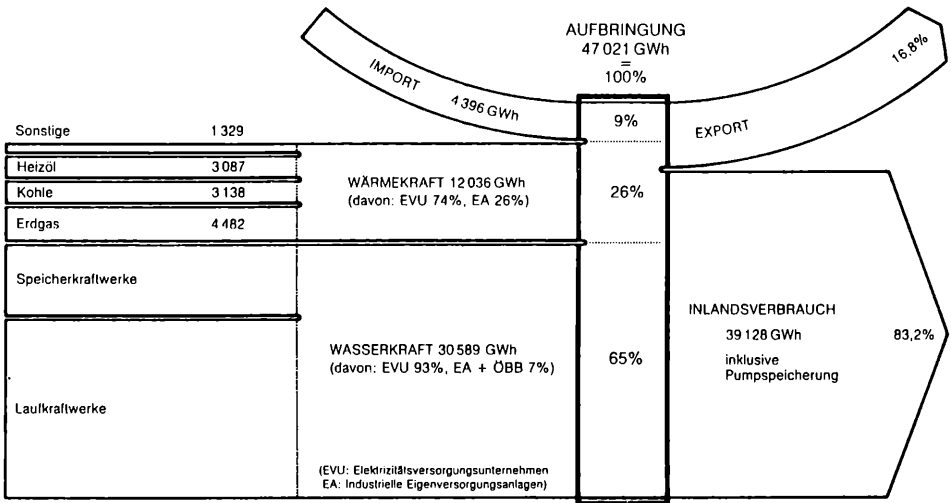 AUFBRINGUNG
47 021 GWh
=
100%
IMPORT 4 396 GWh
9%
EXPORT
16.8%
Sonstige 1 329
Heizöl 3 087
Kohle 3 138
Erdgas 4 482
WÄRMEKRAFT 12 036 GWh
(davon: EVU 74%, EA 26%)
26%
Speicherkraftwerke
Laufkraftwerke
WASSERKRAFT 30 589 GWh
(davon: EVU 93%, EA + ÖBB 7%)
65%
INLANDSVERBRAUCH
39 128 GWh
inklusive
Pumpspeicherung
83,2%
(EVU: Elektrizitätsversorgungsunternehmen
EA: Industrielle Eigenversorgungsanlagen)